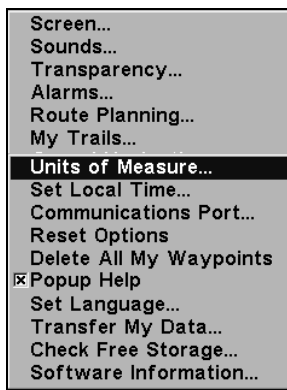 Screen...
Sounds...
Transparency...
Alarms...
Route Planning...
My Trails...
Units of Measure...
Set Local Time...
Communications Port...
Reset Options
Delete All My Waypoints
Popup Help
Set Language...
Transfer My Data...
Check Free Storage...
Software Information...